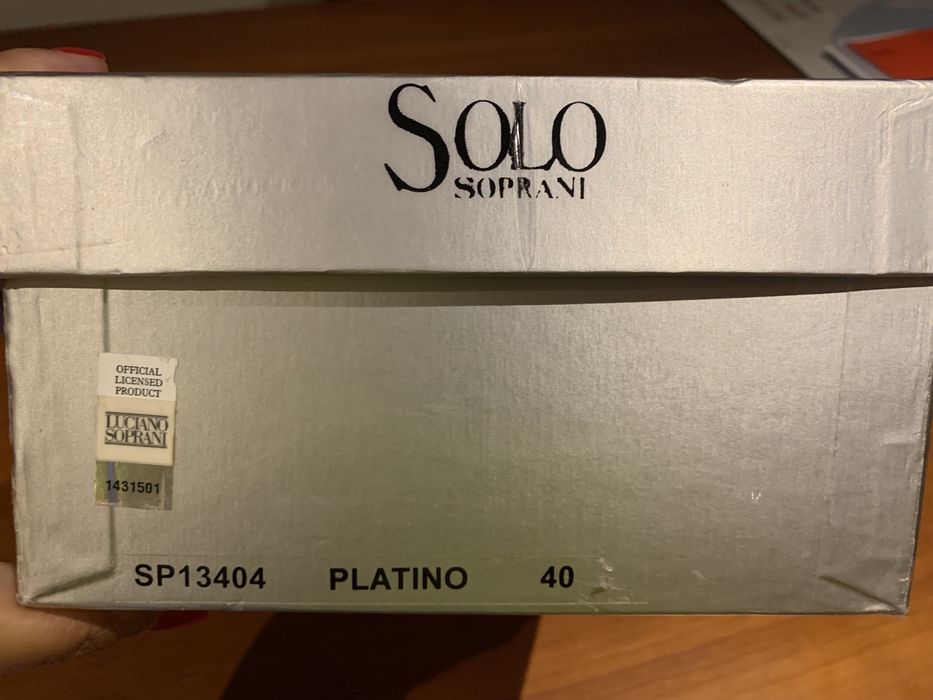 SOLO
SOPRANI
OFFICIAL
LICENSED
PRODUCT
LUCIANO
SOPRANI
1431501
SP13404 PLATINO 40